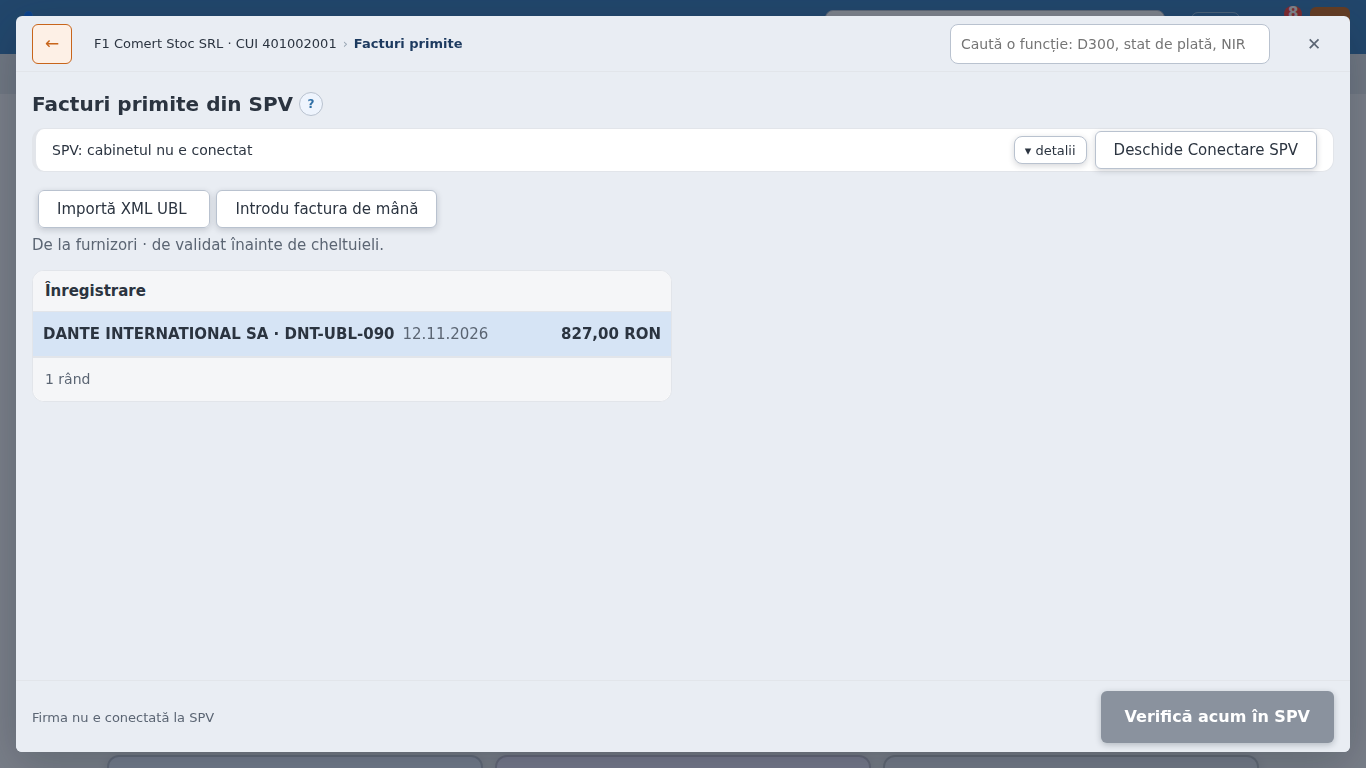 8
←
F1 Comert Stoc SRL · CUI 401002001 › Facturi primite
Caută o funcție: D300, stat de plată, NIR
✕
Facturi primite din SPV ?
SPV: cabinetul nu e conectat
▾ detalii
Deschide Conectare SPV
Importă XML UBL
Introdu factura de mână
De la furnizori · de validat înainte de cheltuieli.
Înregistrare
DANTE INTERNATIONAL SA · DNT-UBL-090 12.11.2026 827,00 RON
1 rând
Firma nu e conectată la SPV
Verifică acum în SPV